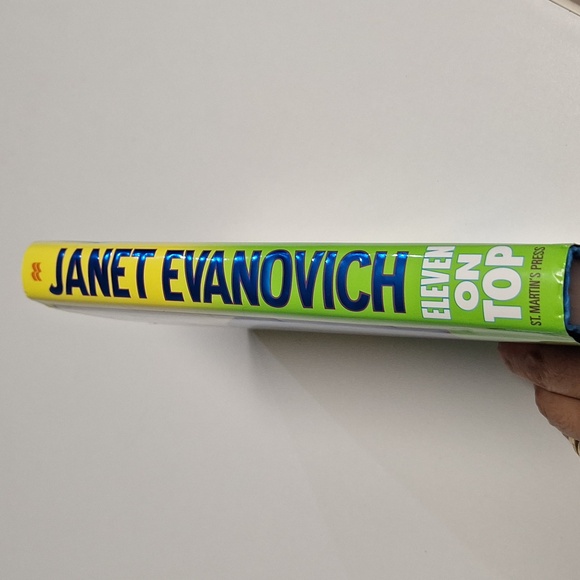 JANET EVANOVICH
ELEVEN
ON
TOP
ST. MARTIN'S PRESS